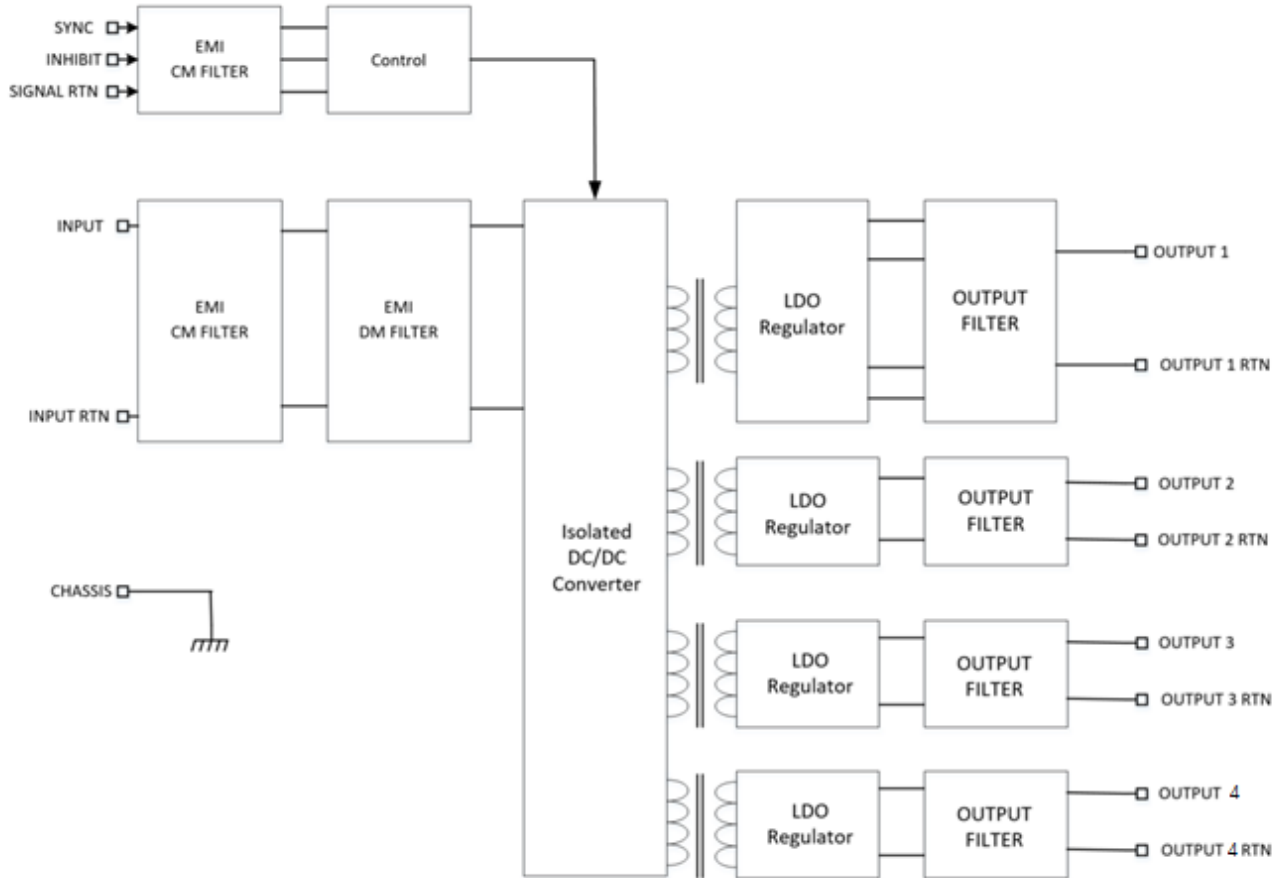 SYNC
INHIBIT
SIGNAL RTN
EMI
CM FILTER
Control
INPUT
INPUT RTN
EMI
CM FILTER
EMI
DM FILTER
Isolated
DC/DC
Converter
CHASSIS
LDO
Regulator
OUTPUT
FILTER
OUTPUT 1
OUTPUT 1 RTN
LDO
Regulator
OUTPUT
FILTER
OUTPUT 2
OUTPUT 2 RTN
LDO
Regulator
OUTPUT
FILTER
OUTPUT 3
OUTPUT 3 RTN
LDO
Regulator
OUTPUT
FILTER
OUTPUT 4
OUTPUT 4 RTN